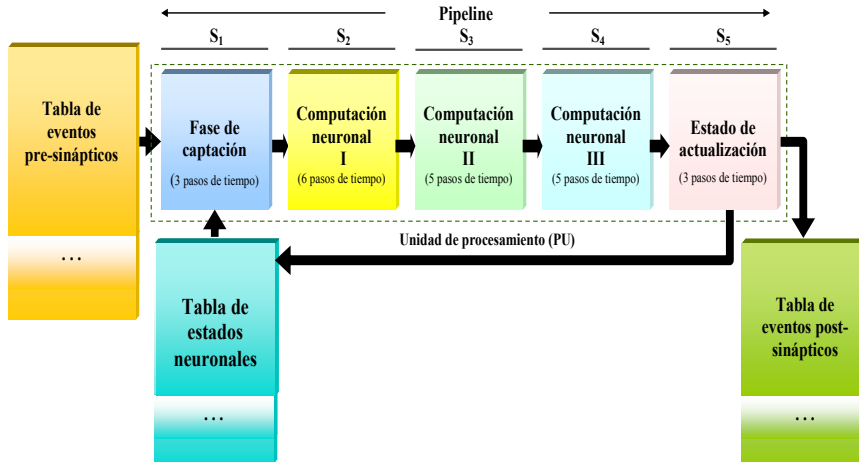 Pipeline
S1
S2
S3
S4
S5
Tabla de
eventos
pre-sinápticos
...
Fase de
captación
(3 pasos de tiempo)
Computación
neuronal
I
(6 pasos de tiempo)
Computación
neuronal
II
(5 pasos de tiempo)
Computación
neuronal
III
(5 pasos de tiempo)
Estado de
actualización
(3 pasos de tiempo)
Unidad de procesamiento (PU)
Tabla de
estados
neuronales
...
Tabla de
eventos post-
sinápticos
...